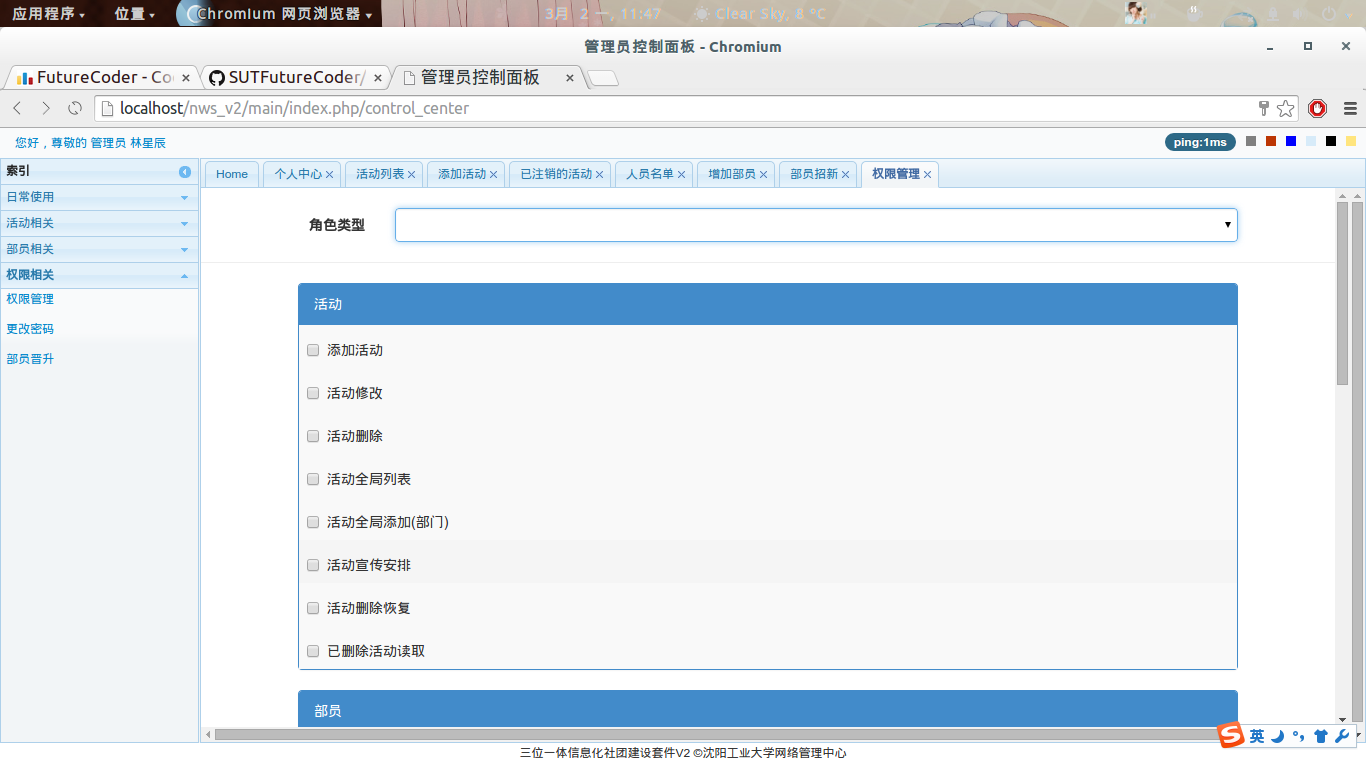 应用程序 位置 Chromium 网页浏览器 3月 2 一, 11:47 Clear Sky, 8 °C
管理员控制面板 - Chromium
FutureCoder - Co SUTFutureCoder/ 管理员控制面板
localhost/nws_v2/main/index.php/control_center
您好，尊敬的 管理员 林星辰 ping:1ms
索引
日常使用
活动相关
部员相关
权限相关
权限管理
更改密码
部员晋升
Home 个人中心 活动列表 添加活动 已注销的活动 人员名单 增加部员 部员招新 权限管理
角色类型
活动
添加活动
活动修改
活动删除
活动全局列表
活动全局添加(部门)
活动宣传安排
活动删除恢复
已删除活动读取
部员
英
三位一体信息化社团建设套件V2 ©沈阳工业大学网络管理中心